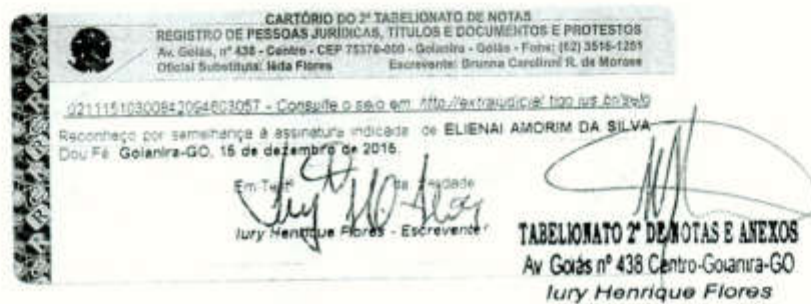 CARTÓRIO DO 2º TABELIONATO DE NOTAS
REGISTRO DE PESSOAS JURÍDICAS, TÍTULOS E DOCUMENTOS E PROTESTOS
Av. Goiás, nº 438 - Centro - CEP 75370-000 - Goianira - Goiás - Fone: (62) 3516-1251
Oficial Substituta: Iêda Flores Escrevente: Brunna Carolinni R. de Moraes
02111510300842094603057 - Consulte o selo em http://extrajudicial.tjgo.jus.br/selo
Reconheço por semelhança a assinatura indicada de ELIENAI AMORIM DA SILVA
Dou Fé. Goianira-GO, 15 de dezembro de 2016.
Em Testº da verdade
Iury Henrique Flores - Escrevente
TABELIONATO 2º DE NOTAS E ANEXOS
Av Goiás nº 438 Centro-Goianira-GO
Iury Henrique Flores